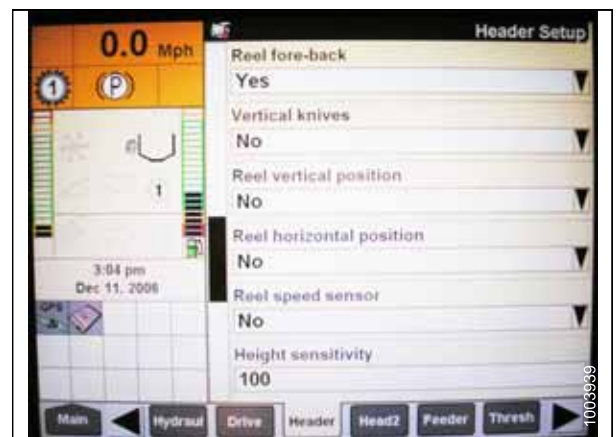 0.0 Mph
1
(P)
1
3:04 pm
Dec 11, 2006
GPS
Header Setup
Reel fore-back
Yes
Vertical knives
No
Reel vertical position
No
Reel horizontal position
No
Reel speed sensor
No
Height sensitivity
100
Main
Hydraul
Drive
Header
Head2
Feeder
Thresh
1003939